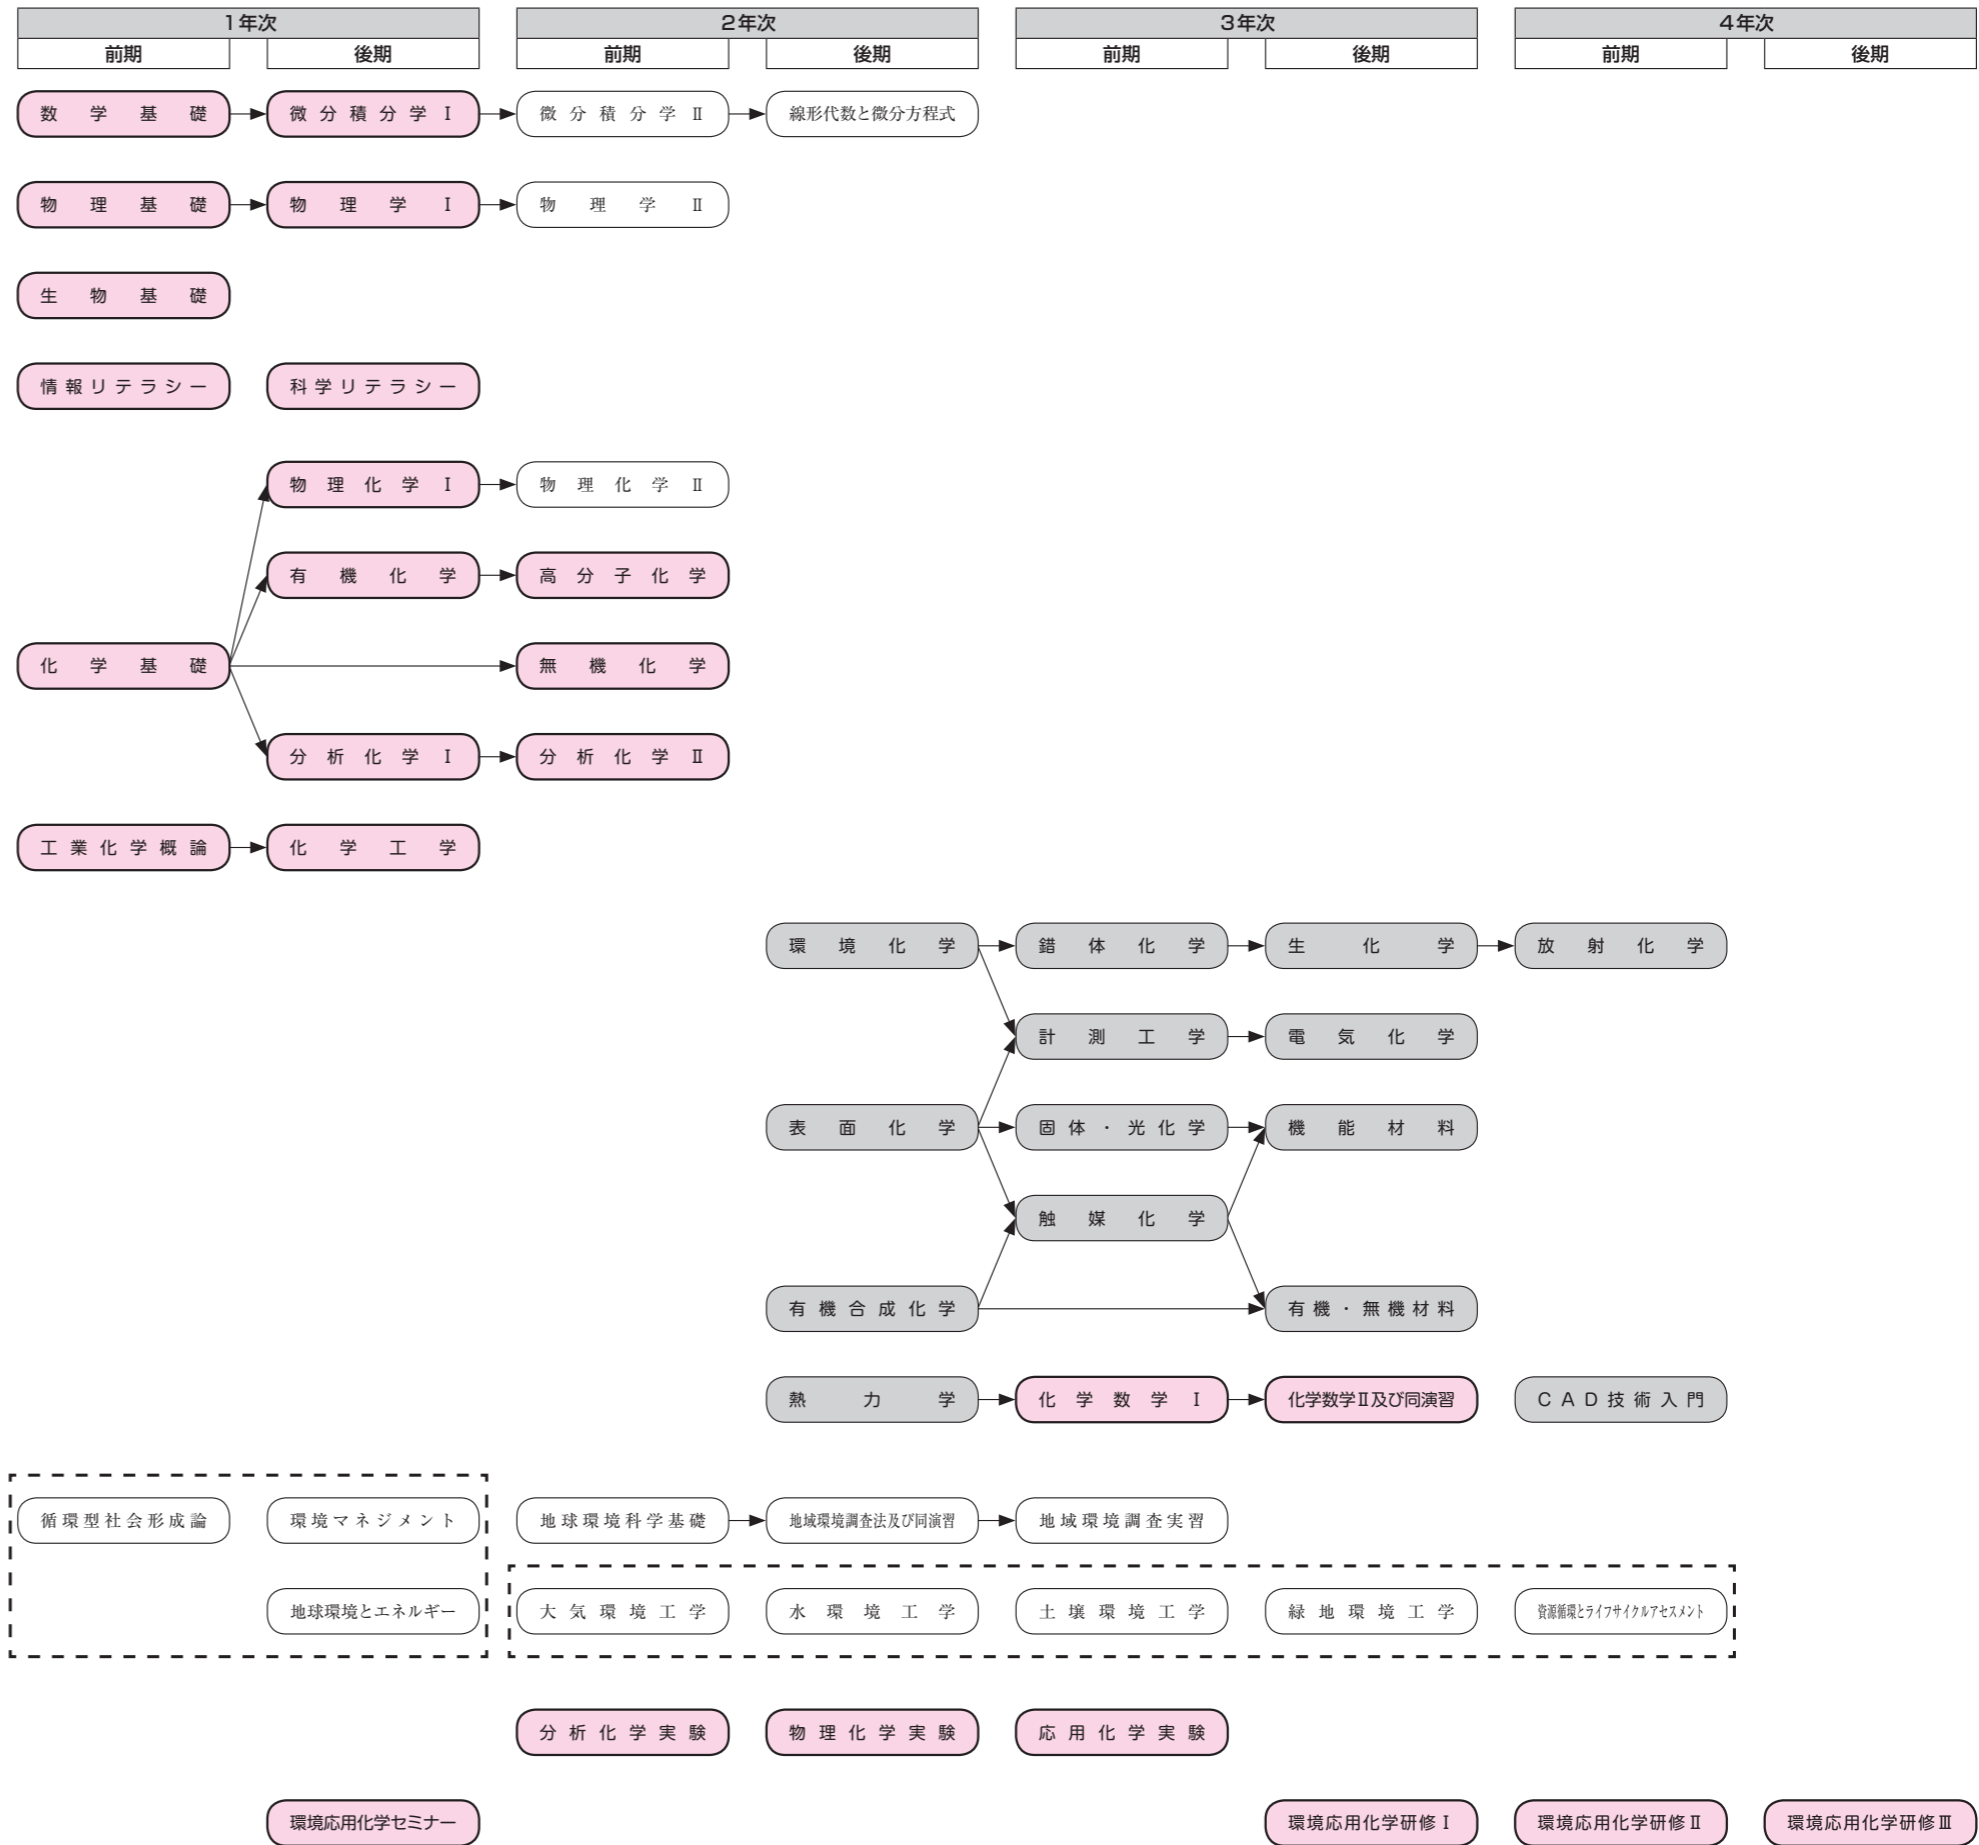 1年次 2年次 3年次 4年次
前期 後期 前期 後期 前期 後期 前期 後期
数学基礎 微分積分学Ⅰ 微分積分学Ⅱ 線形代数と微分方程式
物理基礎 物理学Ⅰ 物理学Ⅱ
生物基礎
情報リテラシー 科学リテラシー
物理化学Ⅰ 物理化学Ⅱ
有機化学 高分子化学
化学基礎 無機化学
分析化学Ⅰ 分析化学Ⅱ
工業化学概論 化学工学
環境化学 錯体化学 生化学 放射化学
計測工学 電気化学
表面化学 固体・光化学 機能材料
触媒化学
有機合成化学 有機・無機材料
熱力学 化学数学Ⅰ 化学数学Ⅱ及び同演習 CAD技術入門
循環型社会形成論 環境マネジメント 地球環境科学基礎 地域環境調査法及び同演習 地域環境調査実習
地球環境とエネルギー 大気環境工学 水環境工学 土壌環境工学 緑地環境工学 資源循環とライフサイクルアセスメント
分析化学実験 物理化学実験 応用化学実験
環境応用化学セミナー 環境応用化学研修Ⅰ 環境応用化学研修Ⅱ 環境応用化学研修Ⅲ